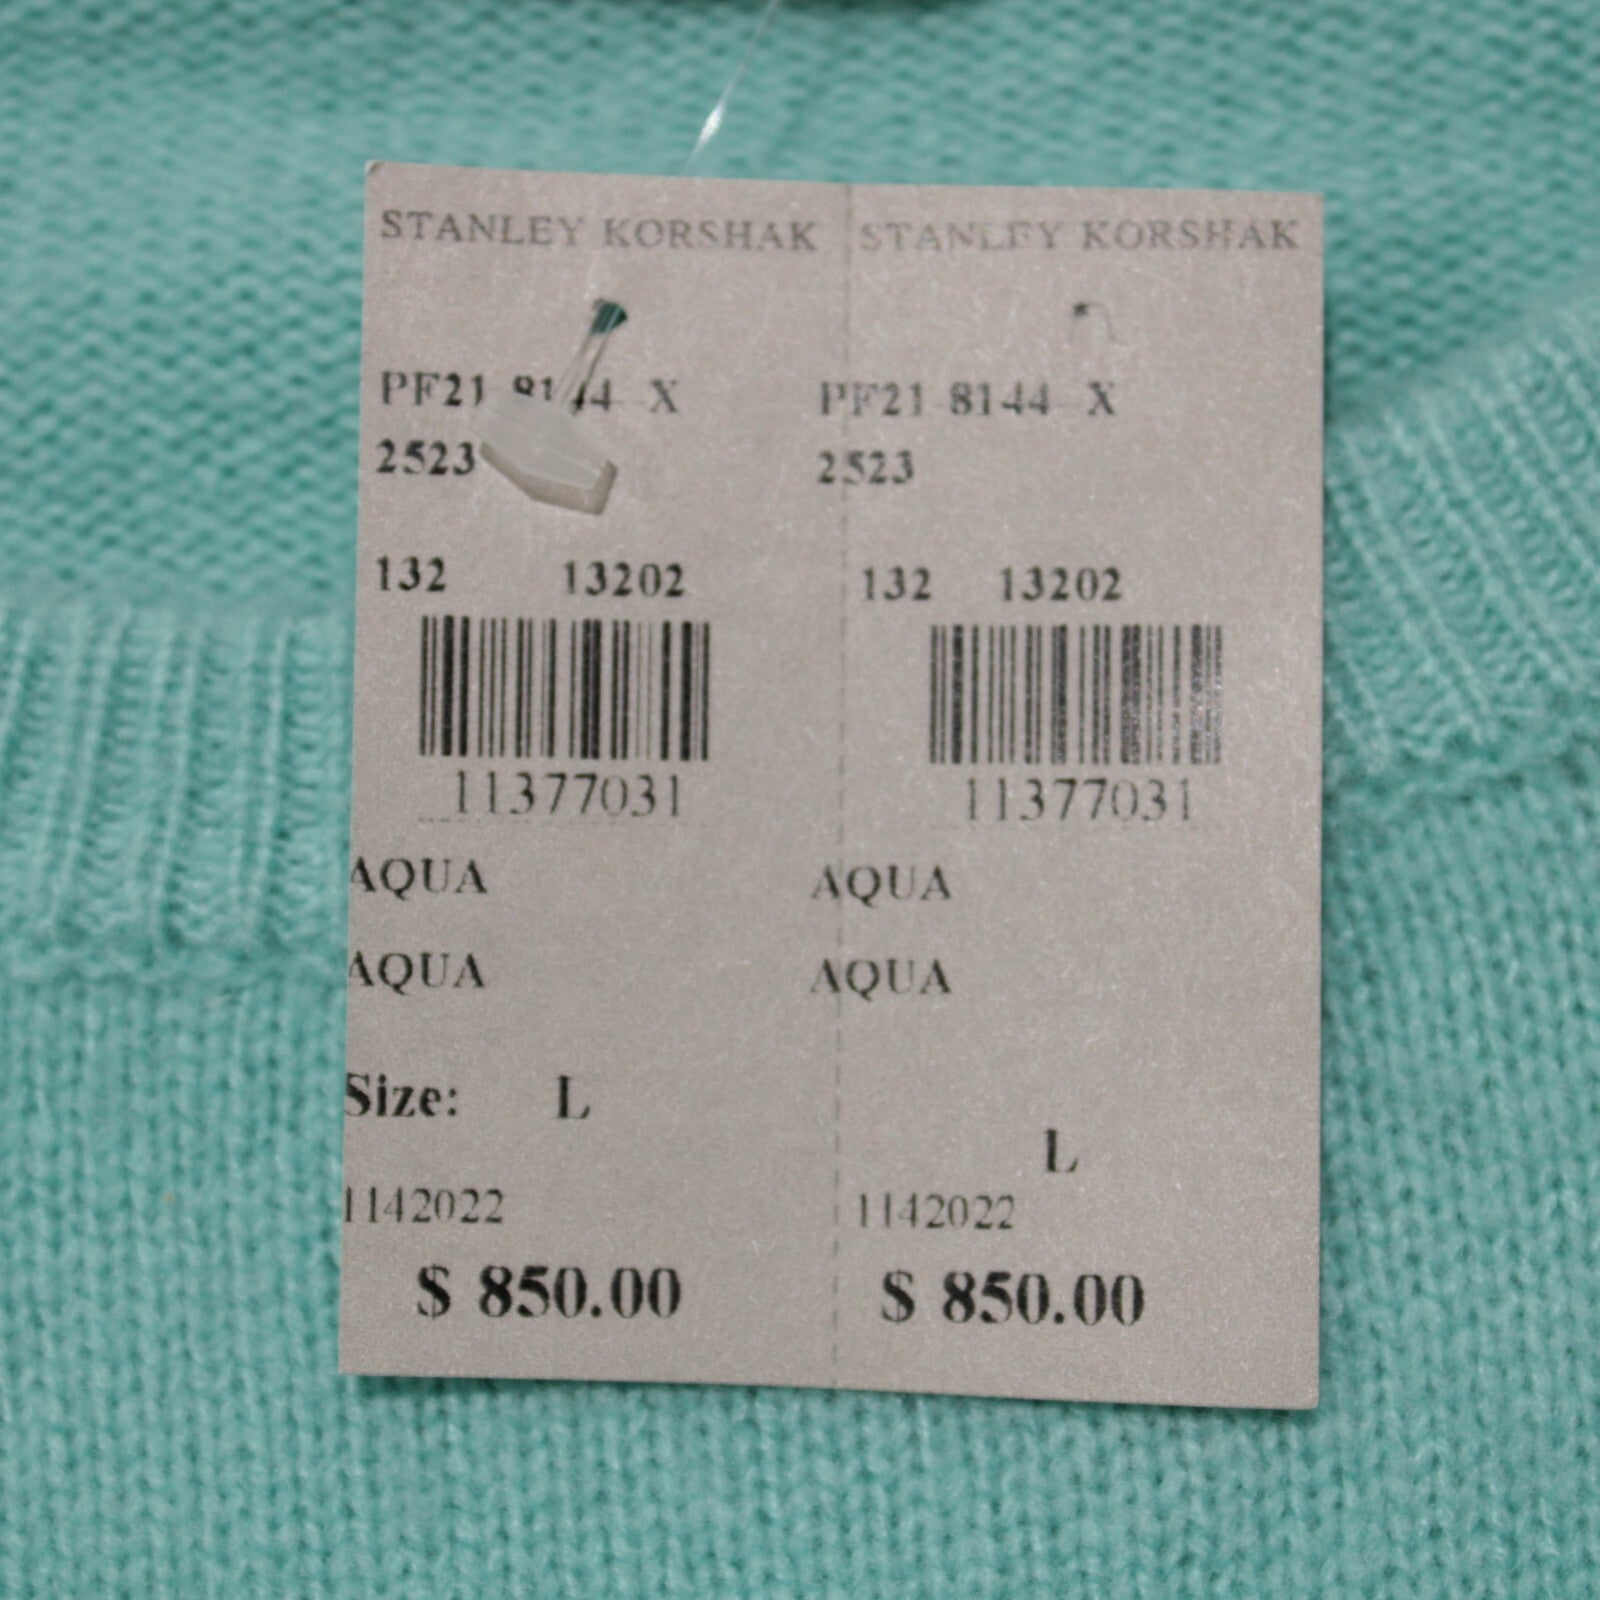 STANLEY KORSHAK
PF21 8144 X
2523
132 13202
11377031
AQUA
AQUA
Size: L
1142022
$ 850.00
STANLEY KORSHAK
PF21 8144 X
2523
132 13202
11377031
AQUA
AQUA
L
1142022
$ 850.00